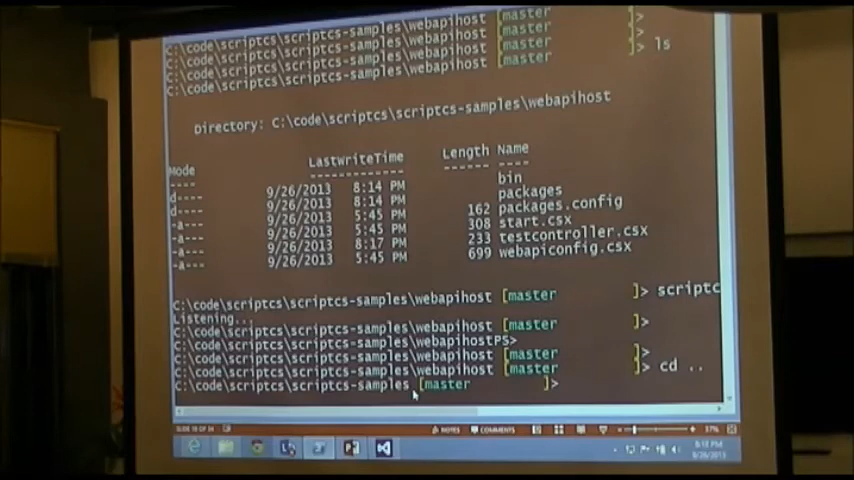 C:\code\scriptcs\scriptcs-samples\webapihost [master ]>
C:\code\scriptcs\scriptcs-samples\webapihost [master ]>
C:\code\scriptcs\scriptcs-samples\webapihost [master ]>
C:\code\scriptcs\scriptcs-samples\webapihost [master ]> ls
Directory: C:\code\scriptcs\scriptcs-samples\webapihost
Mode LastWriteTime Length Name
---- ------------- ------ ----
d---- 9/26/2013 8:14 PM bin
d---- 9/26/2013 8:14 PM packages
-a--- 9/26/2013 5:45 PM 162 packages.config
-a--- 9/26/2013 5:45 PM 308 start.csx
-a--- 9/26/2013 8:17 PM 233 testcontroller.csx
-a--- 9/26/2013 5:45 PM 699 webapiconfig.csx
C:\code\scriptcs\scriptcs-samples\webapihost [master ]> scriptc
Listening...
C:\code\scriptcs\scriptcs-samples\webapihost [master ]>
C:\code\scriptcs\scriptcs-samples\webapihostPS>
C:\code\scriptcs\scriptcs-samples\webapihost [master ]>
C:\code\scriptcs\scriptcs-samples\webapihost [master ]> cd ..
C:\code\scriptcs\scriptcs-samples [master ]>
NOTES COMMENTS 37%
9/26/2013